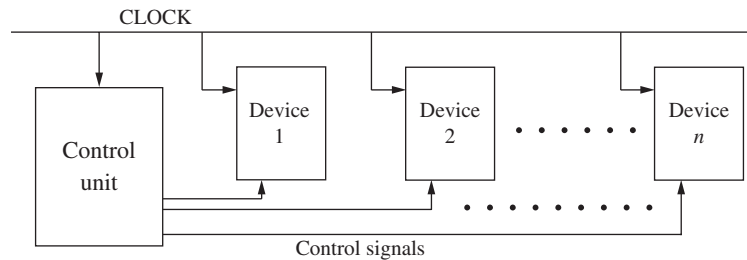 CLOCK
Control
unit
Device
1
Device
2
Device
n
Control signals